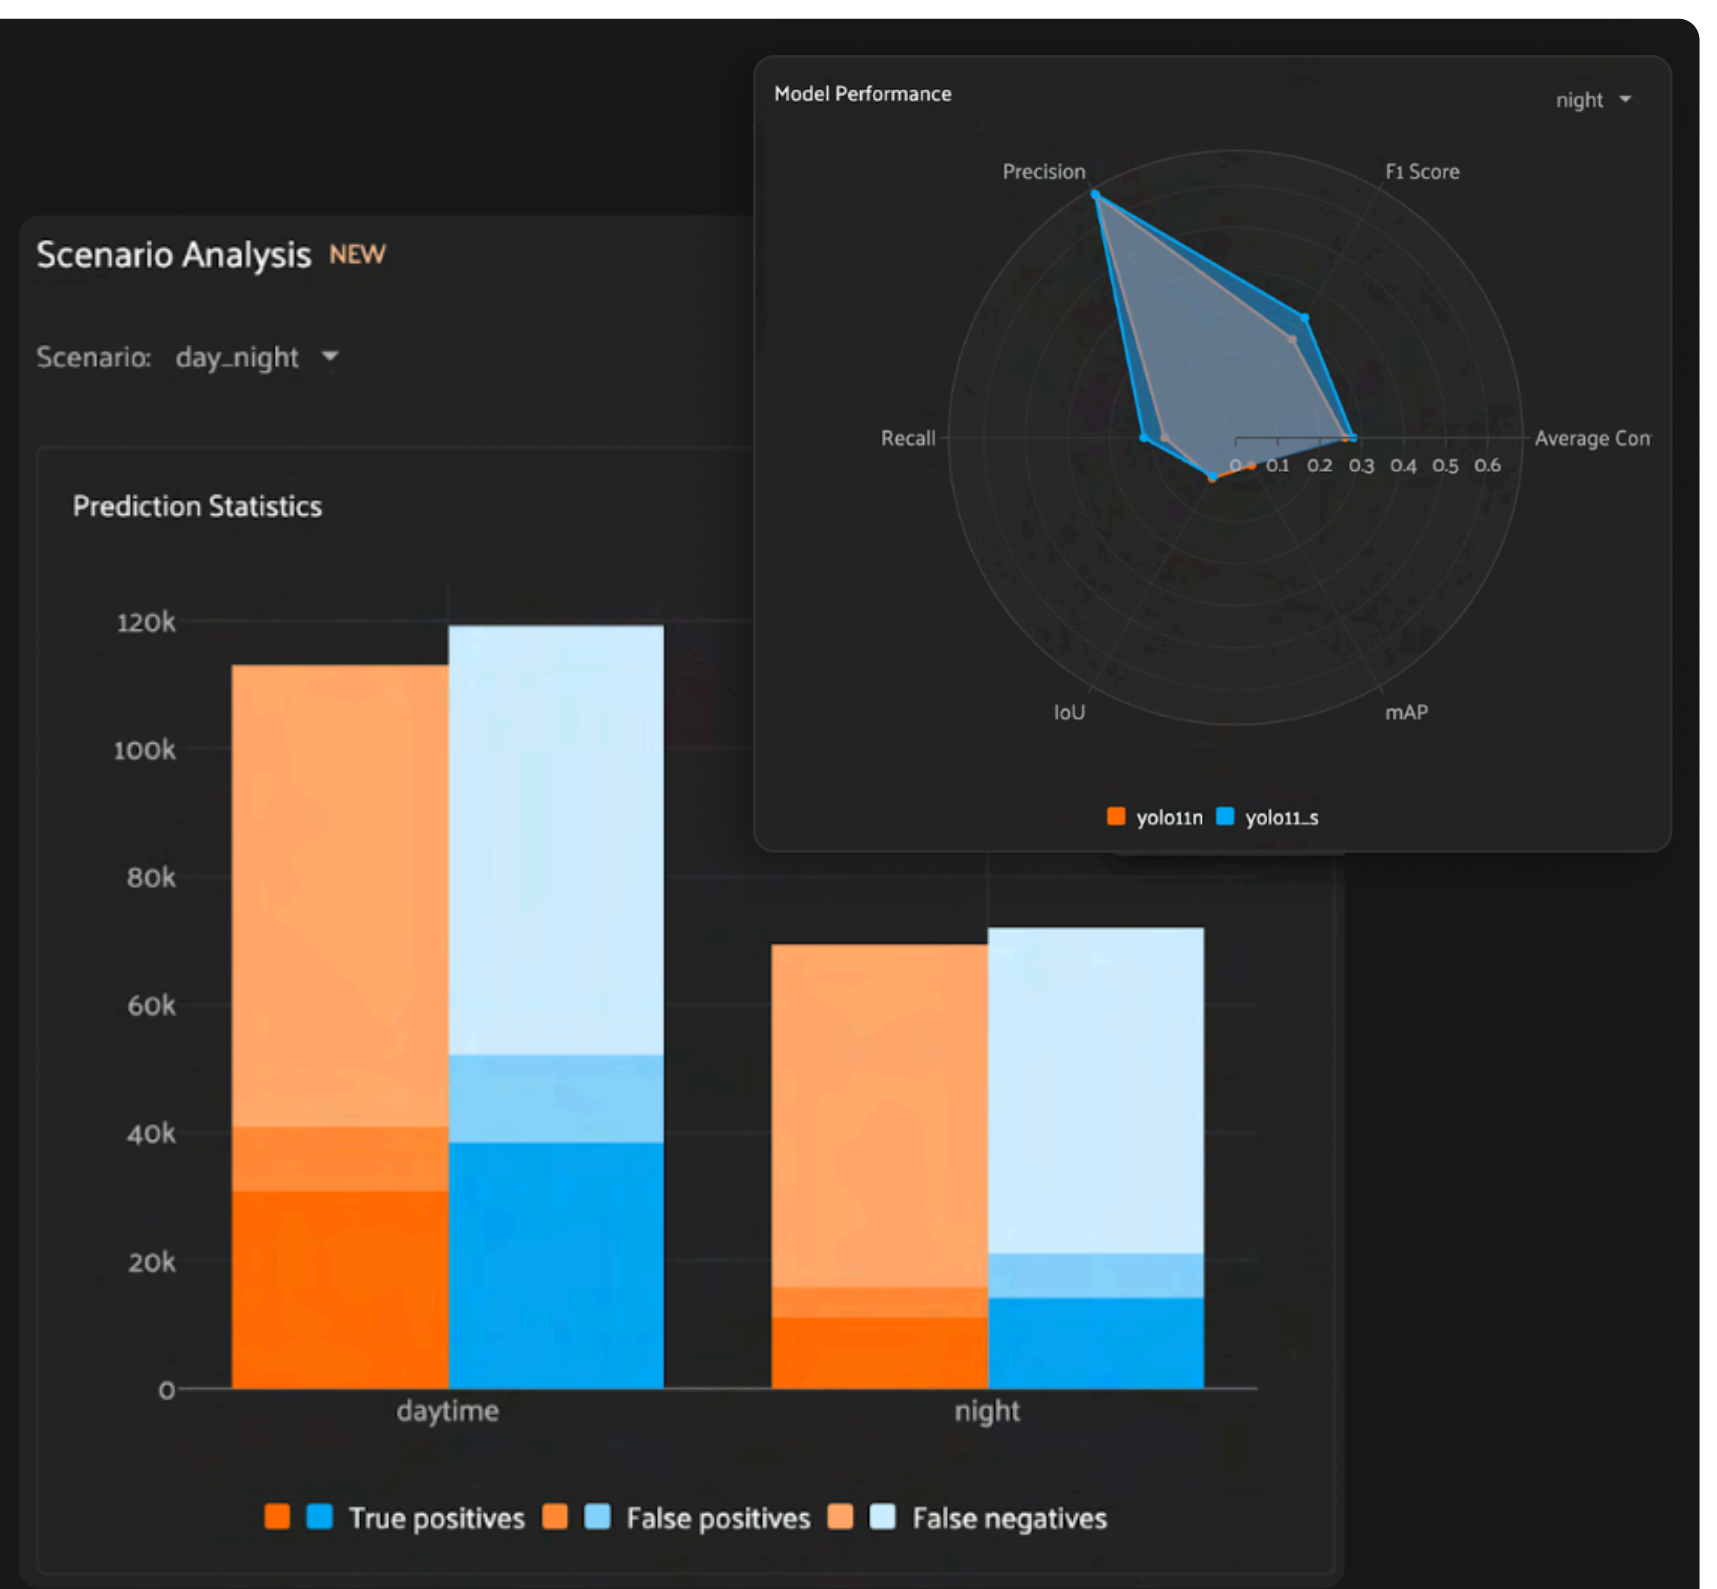 Model Performance
night
Precision
F1 Score
Recall
Average Con
0 0.1 0.2 0.3 0.4 0.5 0.6
IoU
mAP
yolo11n yolo11_s
Scenario Analysis NEW
Scenario: day_night
Prediction Statistics
120k
100k
80k
60k
40k
20k
0
daytime night
True positives False positives False negatives